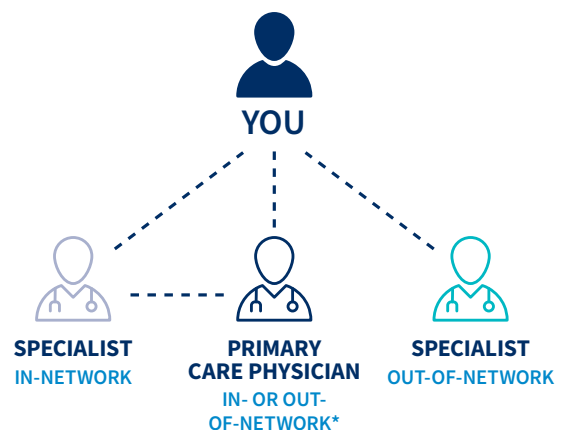 YOU
SPECIALIST
IN-NETWORK
PRIMARY
CARE PHYSICIAN
IN- OR OUT-
OF-NETWORK*
SPECIALIST
OUT-OF-NETWORK